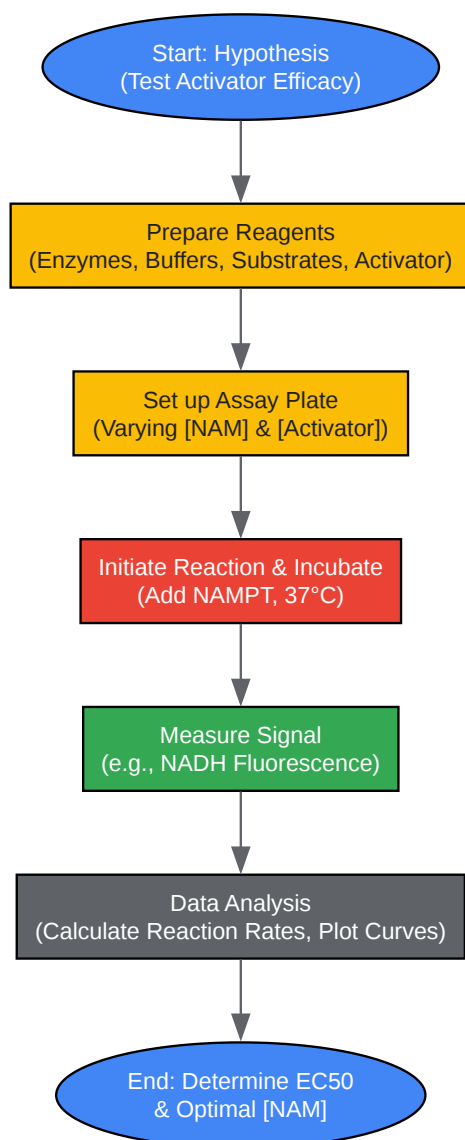 Start: Hypothesis
(Test Activator Efficacy)
Prepare Reagents
(Enzymes, Buffers, Substrates, Activator)
Set up Assay Plate
(Varying [NAM] & [Activator])
Initiate Reaction & Incubate
(Add NAMPT, 37°C)
Measure Signal
(e.g., NADH Fluorescence)
Data Analysis
(Calculate Reaction Rates, Plot Curves)
End: Determine EC50
& Optimal [NAM]